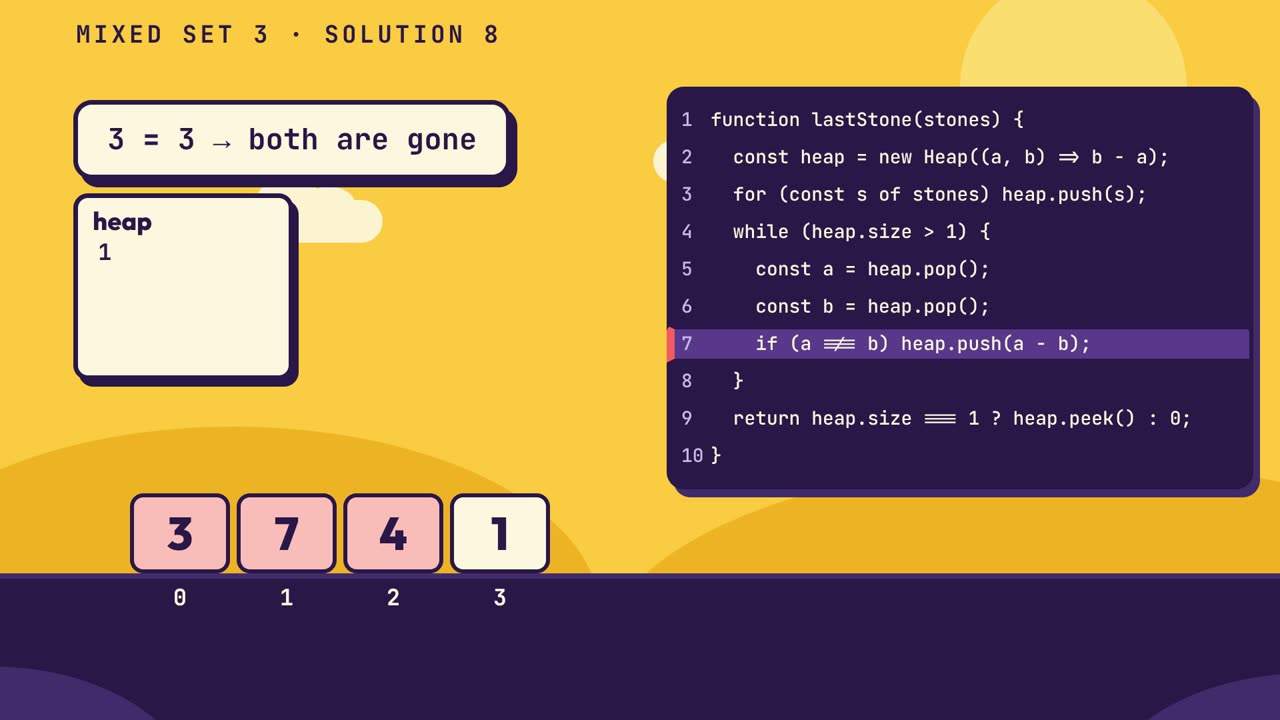 MIXED SET 3 · SOLUTION 8
3 = 3 → both are gone
heap
1
1 function lastStone(stones) {
2 const heap = new Heap((a, b) => b - a);
3 for (const s of stones) heap.push(s);
4 while (heap.size > 1) {
5 const a = heap.pop();
6 const b = heap.pop();
7 if (a !== b) heap.push(a - b);
8 }
9 return heap.size === 1 ? heap.peek() : 0;
10 }
3 7 4 1
0 1 2 3